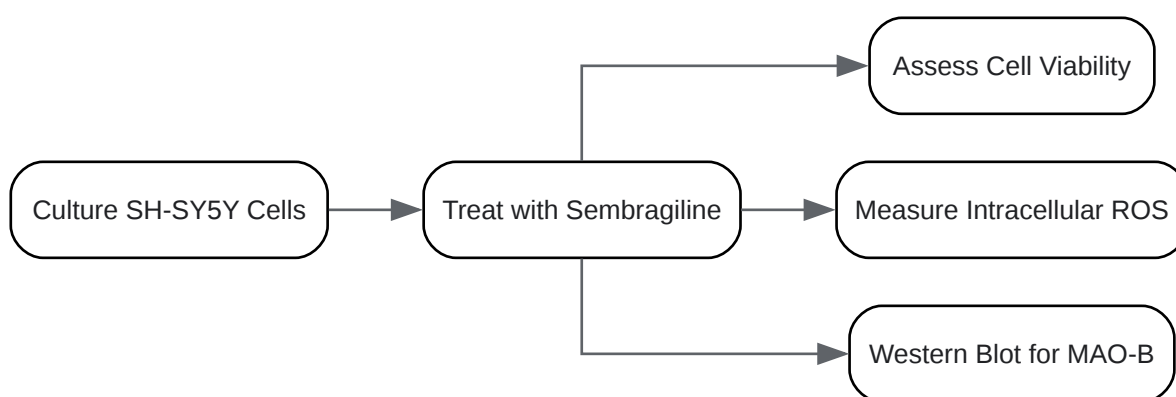 Assess Cell Viability
Culture SH-SY5Y Cells
Treat with Sembragiline
Measure Intracellular ROS
Western Blot for MAO-B